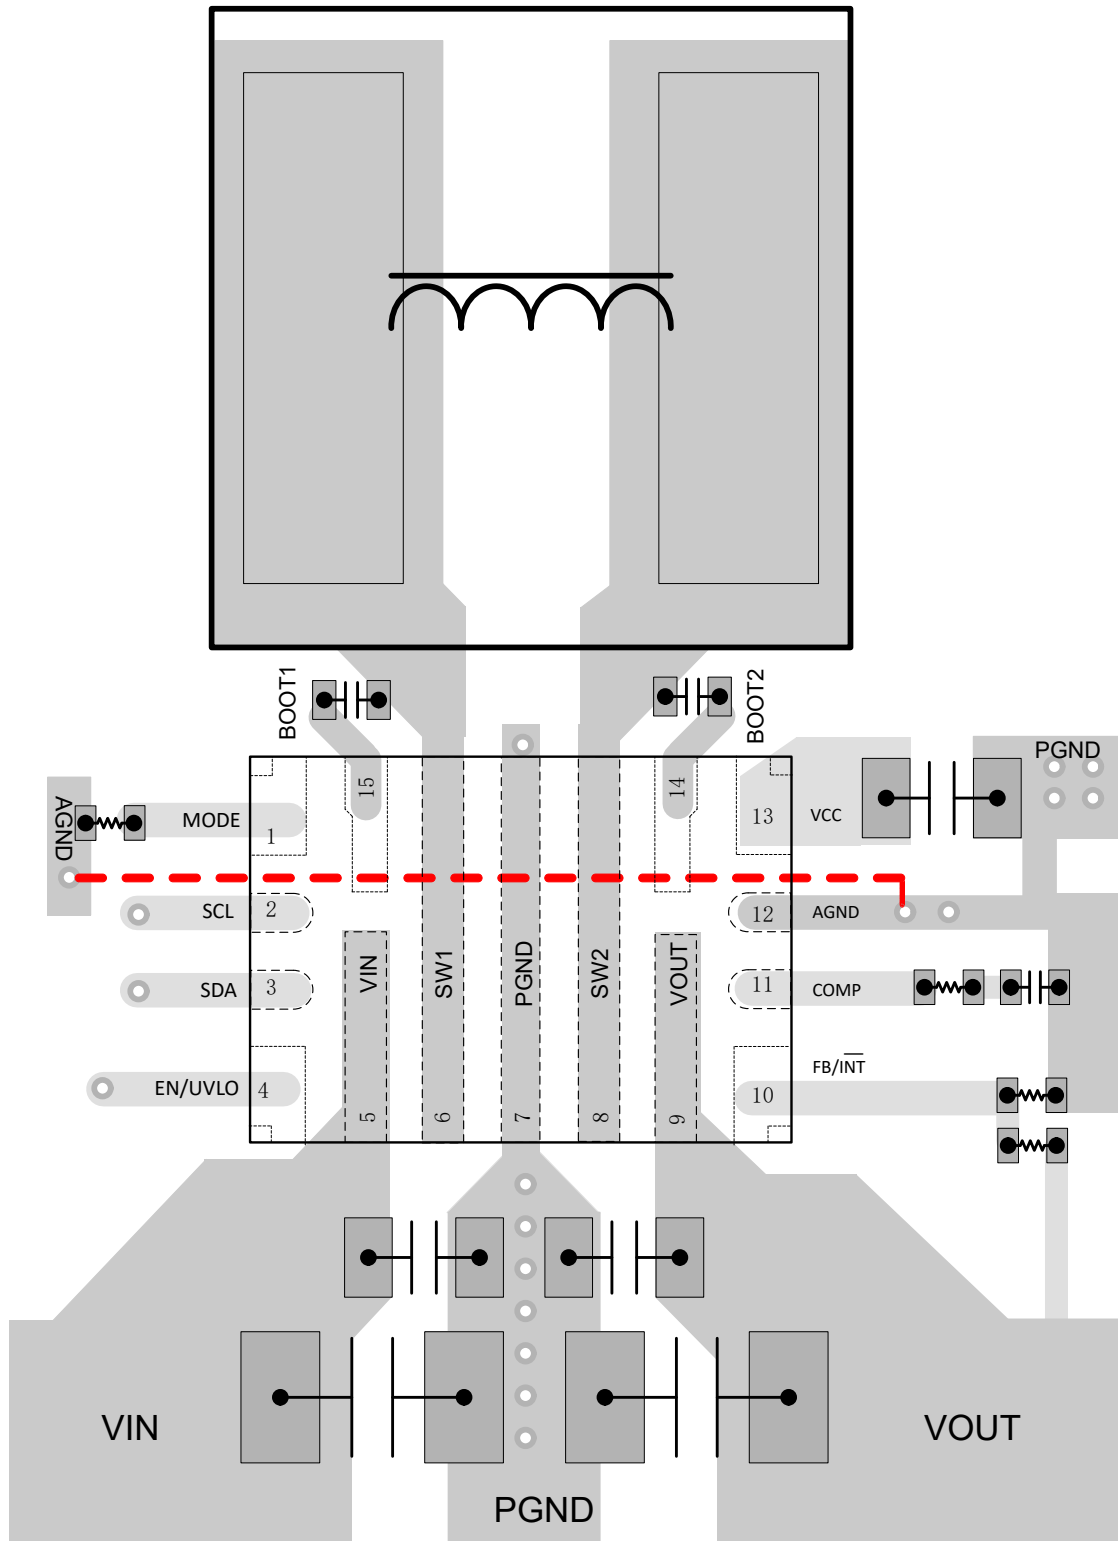 BOOT1
BOOT2
PGND
15
14
13
VCC
AGND
MODE
1
SCL
2
12
AGND
VIN
SW1
PGND
SW2
VOUT
SDA
3
11
COMP
FB/INT
EN/UVLO
4
10
5
6
7
8
9
VIN
VOUT
PGND